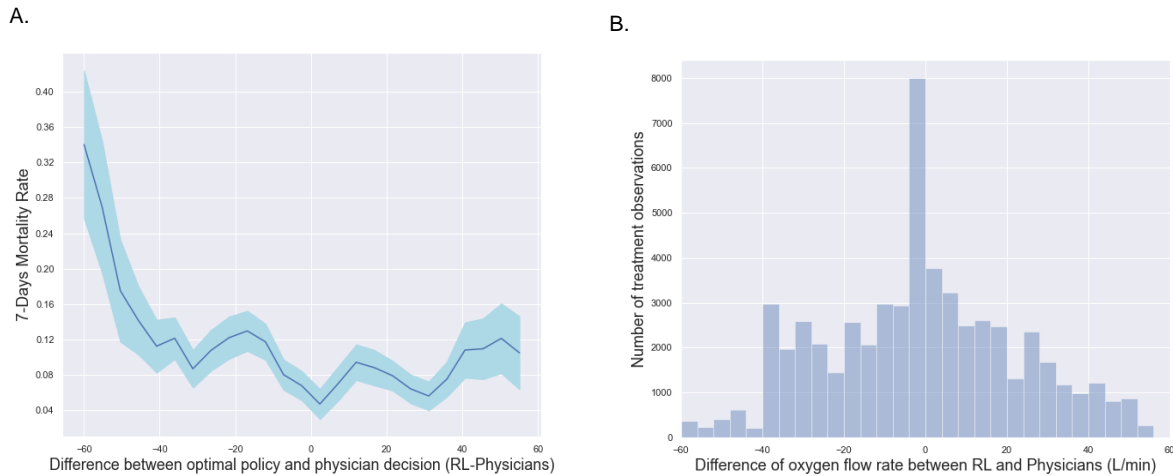 A.
0.40
0.36
0.32
0.28
0.24
0.20
0.16
0.12
0.08
0.04
7-Days Mortality Rate
−60 −40 −20 0 20 40 60
Difference between optimal policy and physician decision (RL-Physicians)
B.
8000
7000
6000
5000
4000
3000
2000
1000
0
Number of treatment observations
−60 −40 −20 0 20 40 60
Difference of oxygen flow rate between RL and Physicians (L/min)